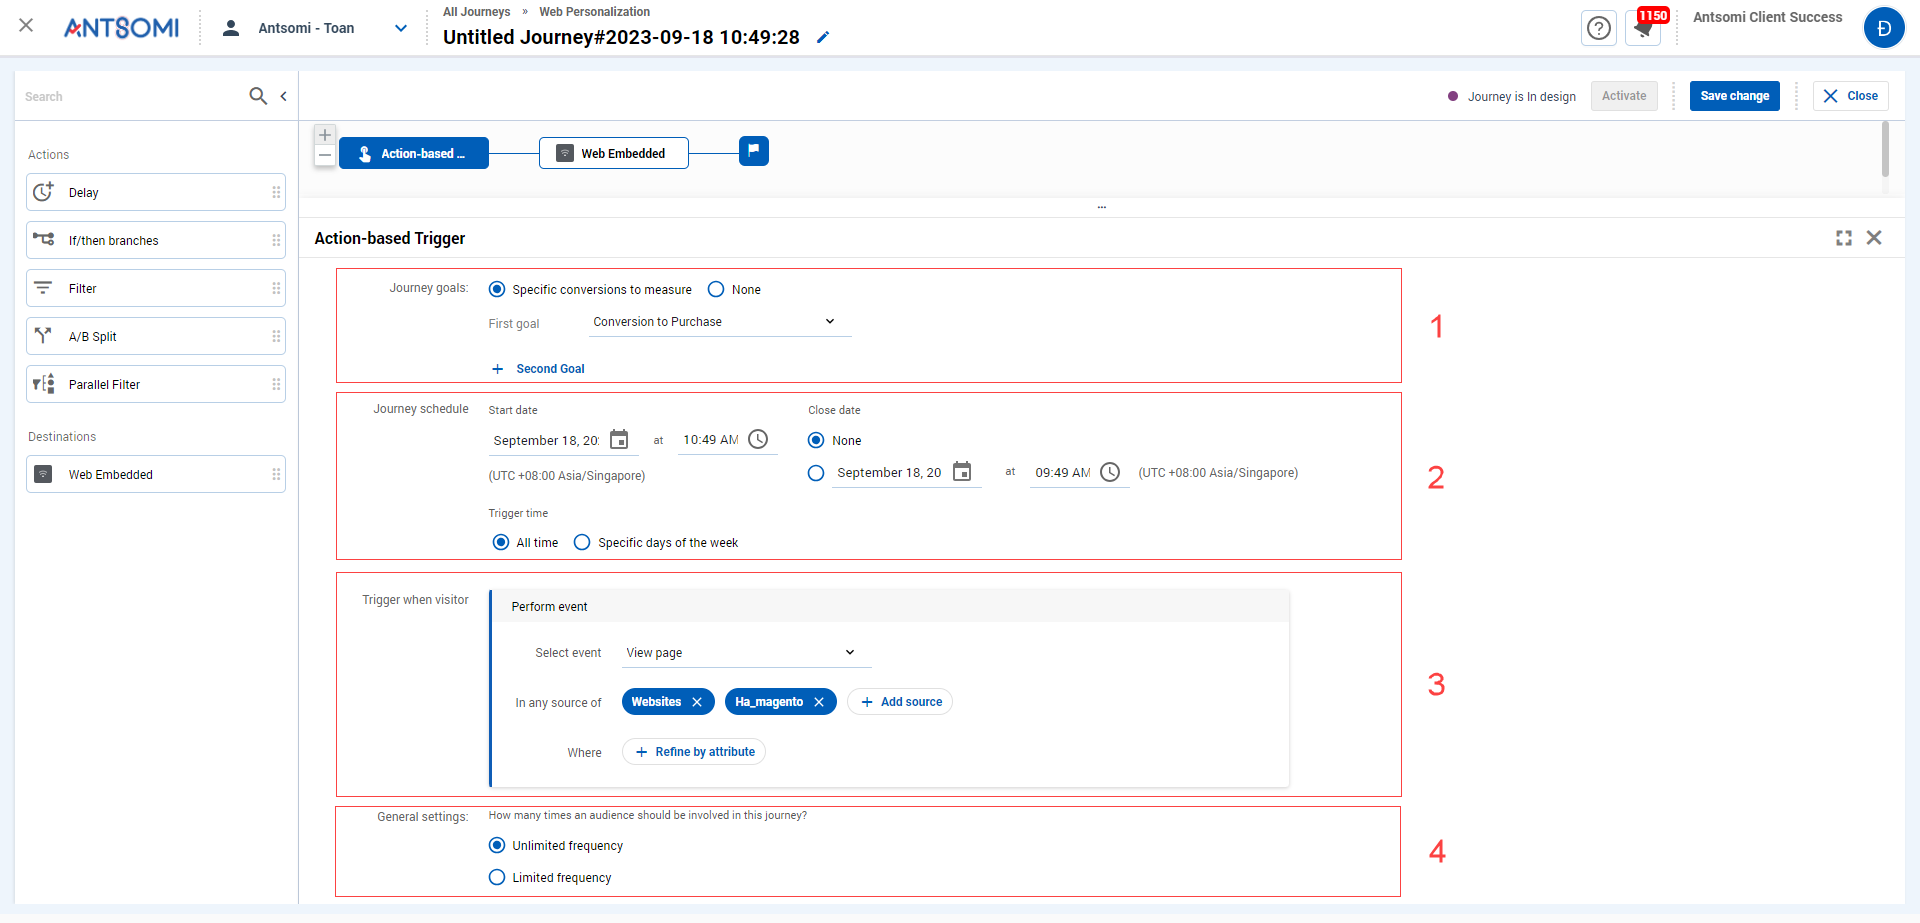 ANTSOMI
Antsomi - Toan
All Journeys » Web Personalization
Untitled Journey#2023-09-18 10:49:28
1150
Antsomi Client Success
Đ
Search
Journey is In design
Activate
Save change
Close
Actions
Delay
If/then branches
Filter
A/B Split
Parallel Filter
Destinations
Web Embedded
Action-based ...
Web Embedded
...
Action-based Trigger
Journey goals:
Specific conversions to measure
None
First goal
Conversion to Purchase
+ Second Goal
1
Journey schedule
Start date
Close date
September 18, 20
at
10:49 AM
None
(UTC +08:00 Asia/Singapore)
September 18, 20
at
09:49 AM
(UTC +08:00 Asia/Singapore)
Trigger time
All time
Specific days of the week
2
Trigger when visitor
Perform event
Select event
View page
In any source of
Websites
Ha_magento
+ Add source
Where
+ Refine by attribute
3
General settings:
How many times an audience should be involved in this journey?
Unlimited frequency
Limited frequency
4